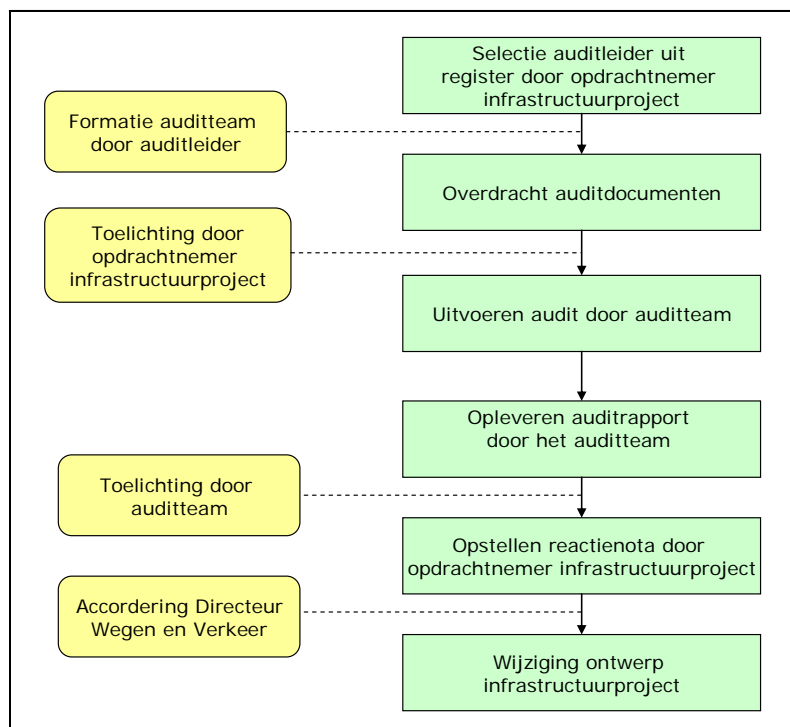 Selectie auditleider uit
register door opdrachtnemer
infrastructuurproject
Formatie auditteam
door auditleider
Overdracht auditdocumenten
Toelichting door
opdrachtnemer
infrastructuurproject
Uitvoeren audit door auditteam
Opleveren auditrapport
door het auditteam
Toelichting door
auditteam
Opstellen reactienota door
opdrachtnemer infrastructuurproject
Accordering Directeur
Wegen en Verkeer
Wijziging ontwerp
infrastructuurproject